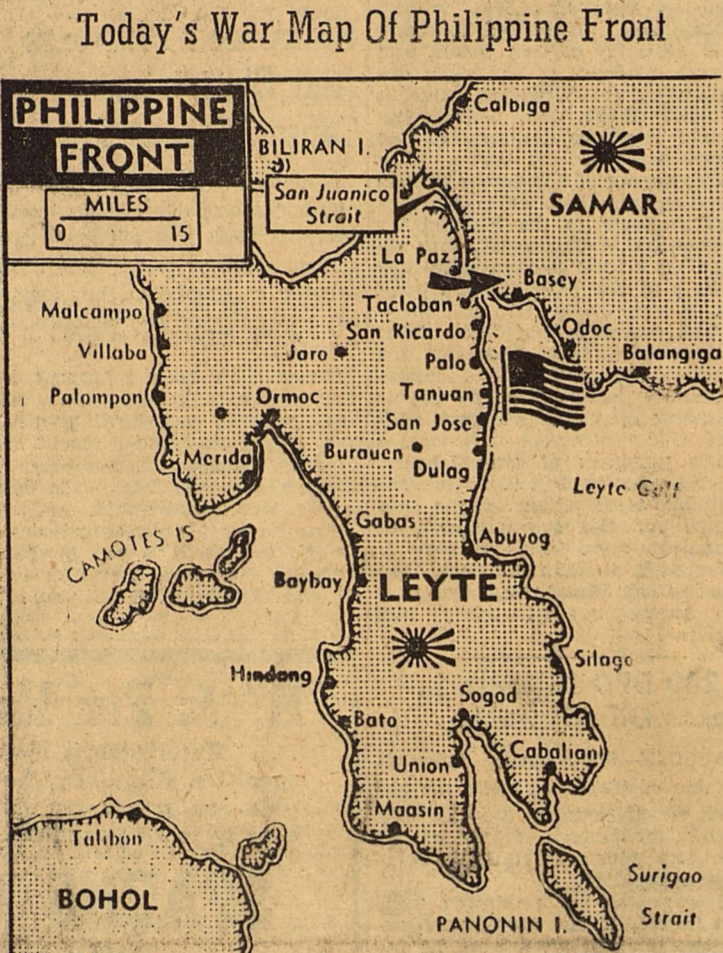 Today's War Map Of Philippine Front
PHILIPPINE
FRONT
MILES
0 15
Calbiga
BILIRAN I.
SAMAR
San Juanico
Strait
La Paz
Basey
Malcampo
Tacloban
San Ricardo
Odoc
Villaba
Jaro
Palo
Balangiga
Palompon
Ormoc
Tanuan
San Jose
Merida
Burauen
Dulag
Leyte Gulf
CAMOTES IS
Gabas
Abuyog
Baybay
LEYTE
Hindang
Silago
Sogod
Bato
Union
Cabalian
Maasin
Talibon
BOHOL
Surigao
Strait
PANONIN I.